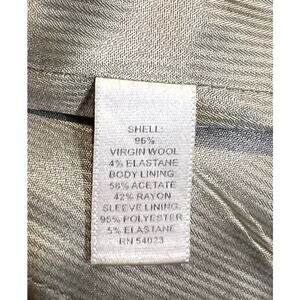 SHELL:
96%
VIRGIN WOOL
4% ELASTANE
BODY LINING:
58% ACETATE
42% RAYON
SLEEVE LINING:
95% POLYESTER
5% ELASTANE
RN 54023